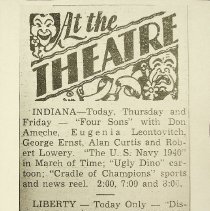 At the
THEATRE
INDIANA—Today, Thursday and
Friday — "Four Sons" with Don
Ameche, Eugenia Leontovitch,
George Ernst, Alan Curtis and Rob-
ert Lowery. "The U. S. Navy 1940"
in March of Time; "Ugly Dino" car-
toon; "Cradle of Champions" sports
and news reel. 2:00, 7:00 and 8:00.
LIBERTY — Today Only — "Dis-